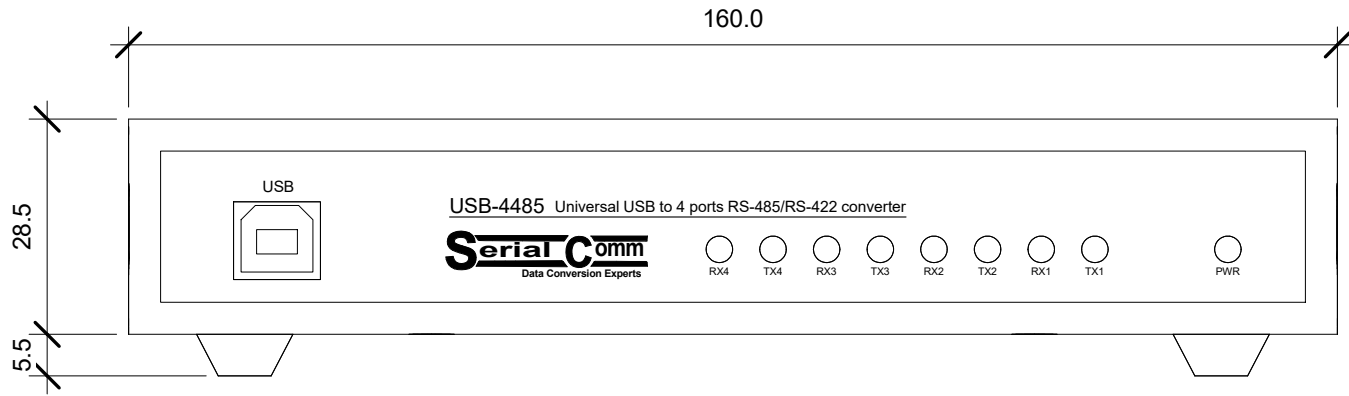 160.0
28.5
5.5
USB
USB-4485 Universal USB to 4 ports RS-485/RS-422 converter
Serial Comm
Data Conversion Experts
RX4 TX4 RX3 TX3 RX2 TX2 RX1 TX1 PWR